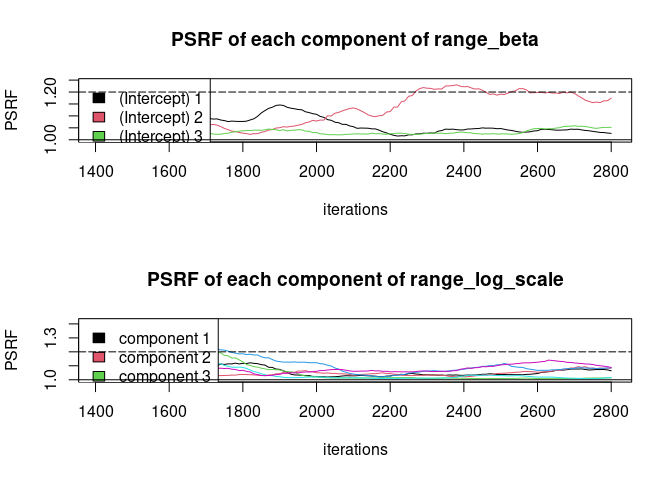 PSRF of each component of range_beta
PSRF
1.20
1.00
(Intercept) 1
(Intercept) 2
(Intercept) 3
1400 1600 1800 2000 2200 2400 2600 2800
iterations
PSRF of each component of range_log_scale
PSRF
1.3
1.0
component 1
component 2
component 3
1400 1600 1800 2000 2200 2400 2600 2800
iterations